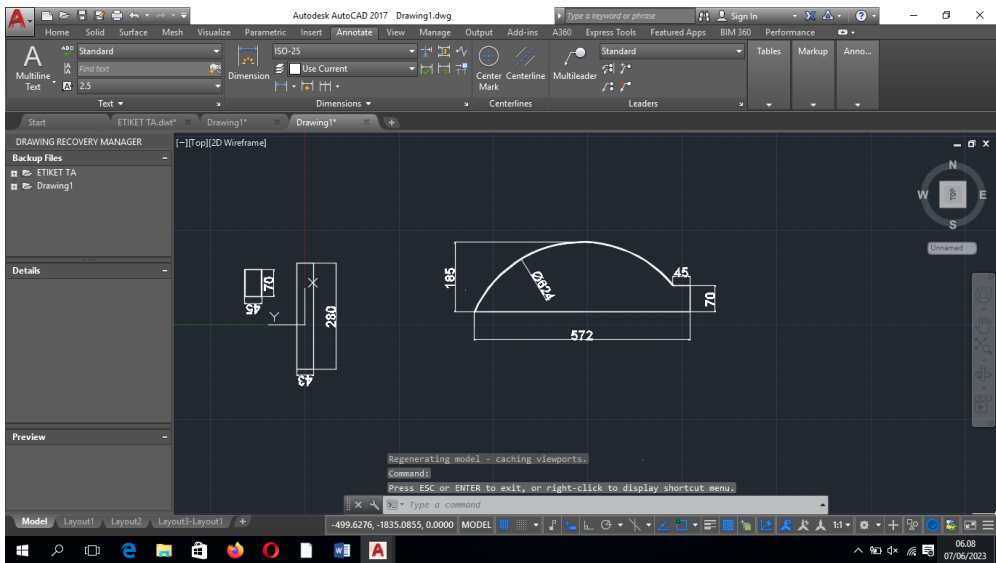 Autodesk AutoCAD 2017 Drawing1.dwg
Type a keyword or phrase
Sign In
Home Solid Surface Mesh Visualize Parametric Insert Annotate View Manage Output Add-ins A360 Express Tools Featured Apps BIM 360 Performance
A Multiline Text
ABC Standard
Find text
2.5
Text
Dimension
ISO-25
Use Current
Dimensions
Center Mark
Centerline
Centerlines
Multileader
Standard
Leaders
Tables
Markup
Anno...
Start ETIKET TA.dwt* Drawing1* Drawing1*
DRAWING RECOVERY MANAGER
Backup Files
ETIKET TA
Drawing1
Details
Preview
[−][Top][2D Wireframe]
N
W TOP E
S
Unnamed
70
45
280
43
Y
X
185
Ø624
45
70
572
Regenerating model - caching viewports.
Command:
Press ESC or ENTER to exit, or right-click to display shortcut menu.
Type a command
Model Layout1 Layout2 Layout3-Layout1 +
-499.6276, -1835.0855, 0.0000 MODEL
1:1
06.08
07/06/2023